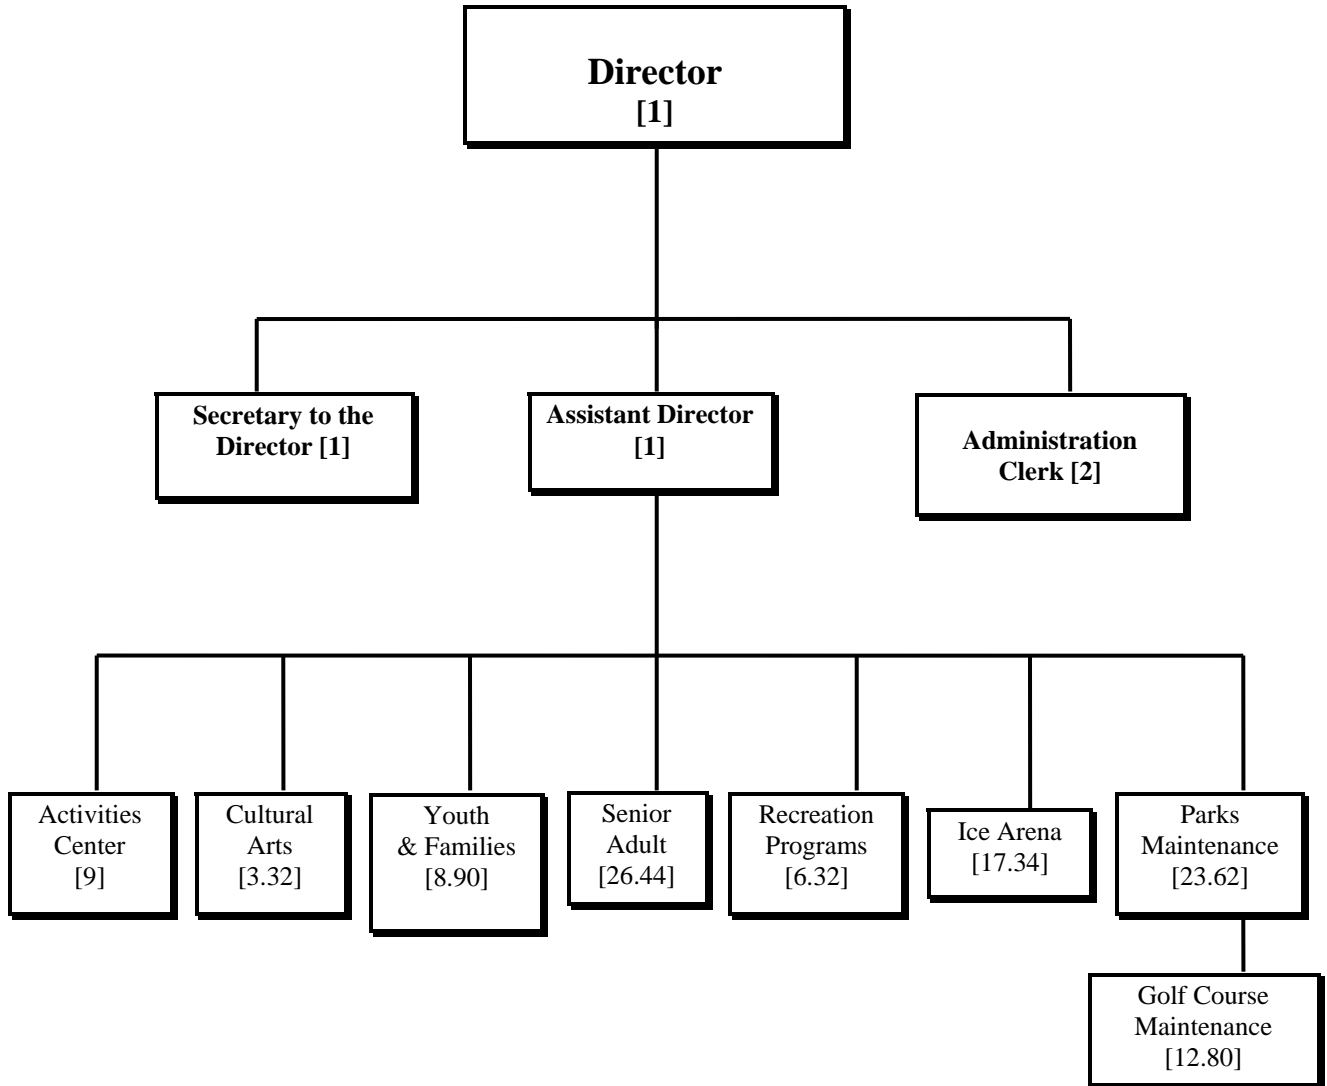 Director
[1]
Secretary to the
Director [1]
Assistant Director
[1]
Administration
Clerk [2]
Activities
Center
[9]
Cultural
Arts
[3.32]
Youth
& Families
[8.90]
Senior
Adult
[26.44]
Recreation
Programs
[6.32]
Ice Arena
[17.34]
Parks
Maintenance
[23.62]
Golf Course
Maintenance
[12.80]